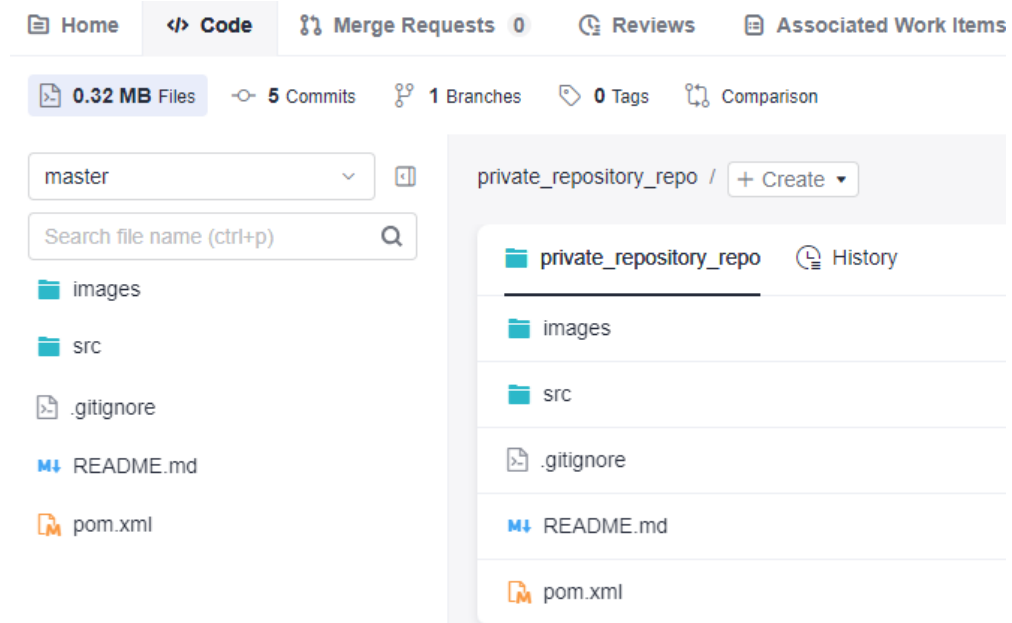 Home Code Merge Requests 0 Reviews Associated Work Items
0.32 MB Files 5 Commits 1 Branches 0 Tags Comparison
master
Search file name (ctrl+p)
images
src
.gitignore
README.md
pom.xml
private_repository_repo / + Create
private_repository_repo History
images
src
.gitignore
README.md
pom.xml